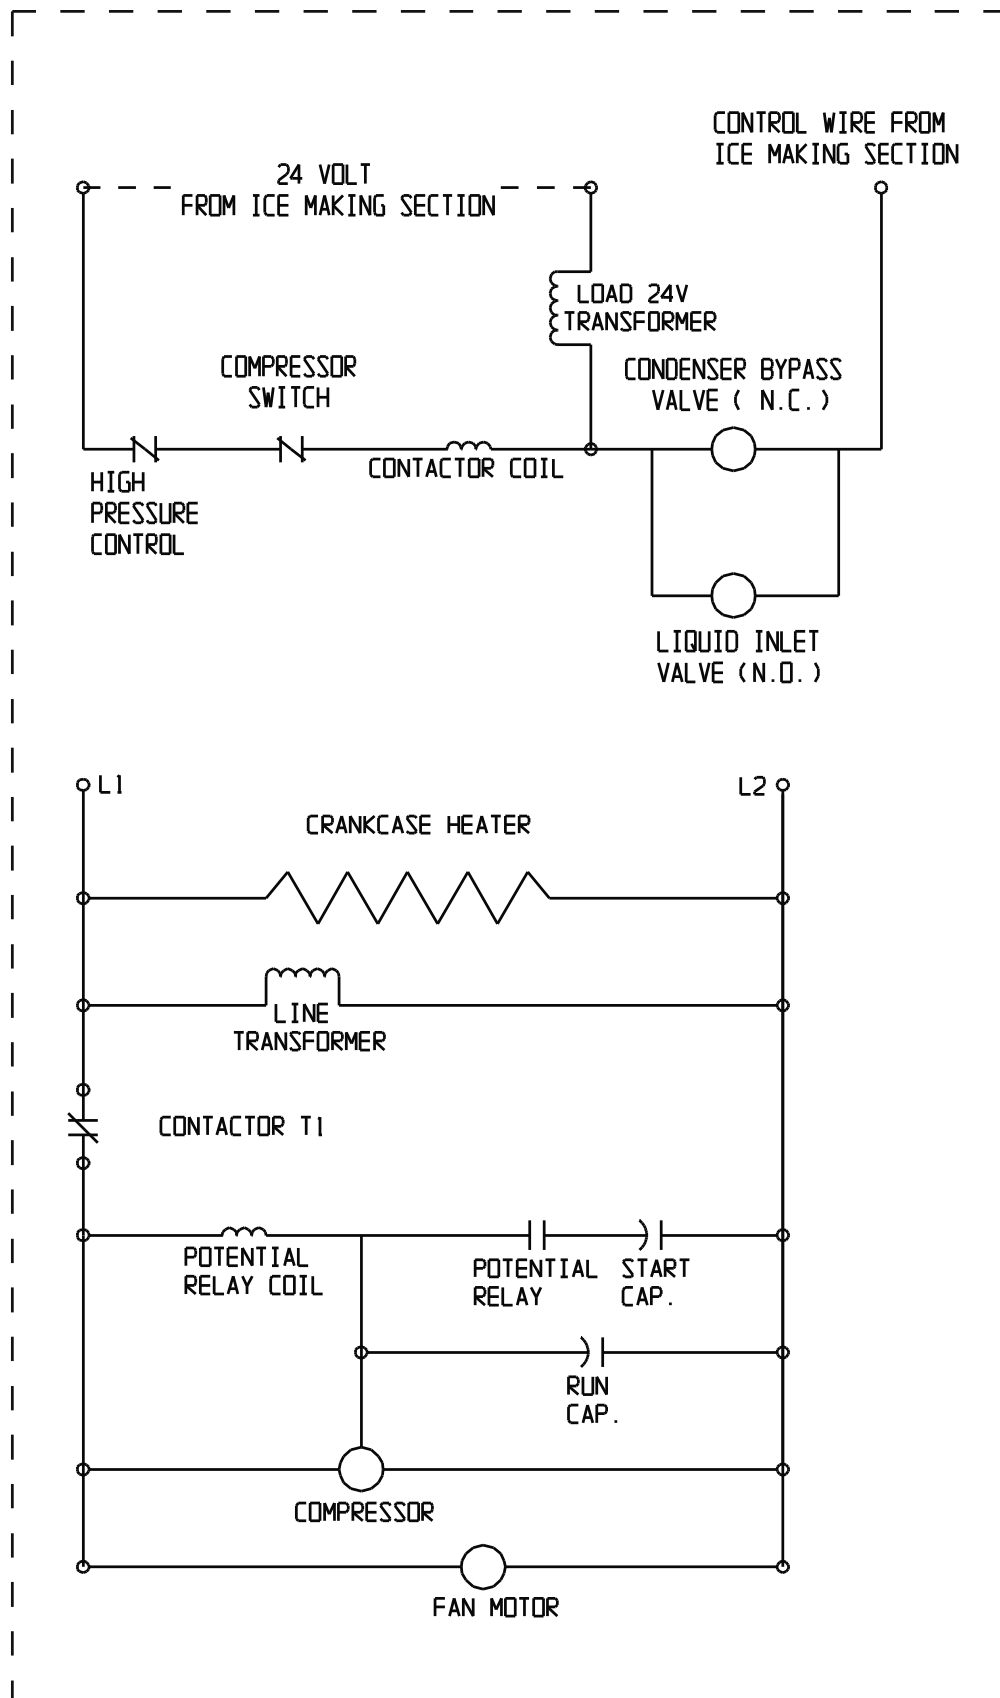 CONTROL WIRE FROM
ICE MAKING SECTION
24 VOLT
FROM ICE MAKING SECTION
LOAD 24V
TRANSFORMER
COMPRESSOR
SWITCH
CONDENSER BYPASS
VALVE ( N.C.)
CONTACTOR COIL
HIGH
PRESSURE
CONTROL
LIQUID INLET
VALVE (N.O.)
L1
L2
CRANKCASE HEATER
LINE
TRANSFORMER
CONTACTOR T1
POTENTIAL
RELAY COIL
POTENTIAL
RELAY
START
CAP.
RUN
CAP.
COMPRESSOR
FAN MOTOR